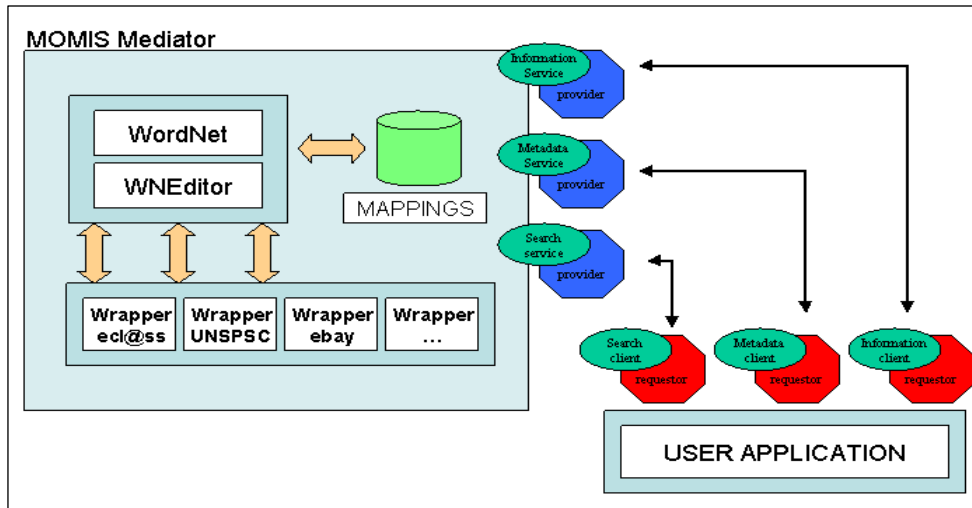 MOMIS Mediator
Information
Service
provider
WordNet
WNEditor
MAPPINGS
Metadata
Service
provider
Search
service
provider
Wrapper
ecl@ss
Wrapper
UNSPSC
Wrapper
ebay
Wrapper
...
Search
client
requestor
Metadata
client
requestor
Information
client
requestor
USER APPLICATION